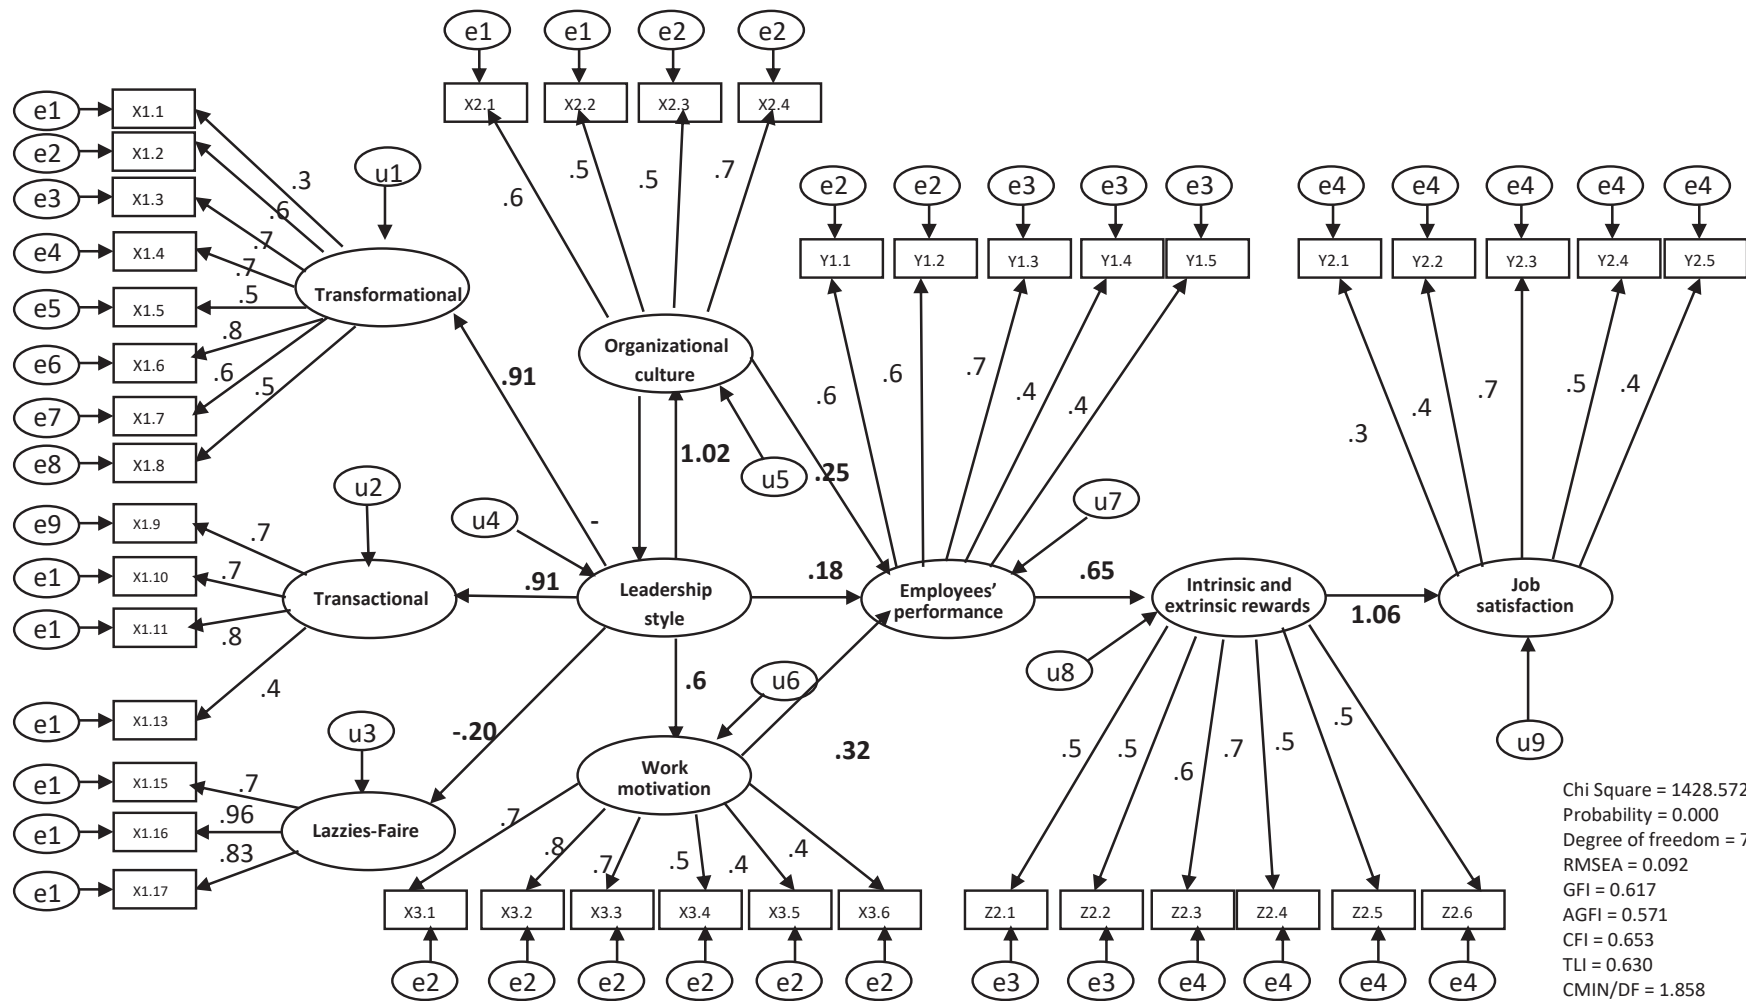 e1
e1
e2
e2
X2.1
X2.2
X2.3
X2.4
.6
.5
.5
.7
e1
X1.1
e2
X1.2
e3
X1.3
e4
X1.4
e5
X1.5
e6
X1.6
e7
X1.7
e8
X1.8
.3
.6
.7
.7
.5
.8
.6
.5
u1
Transformational
Organizational
culture
.91
1.02
u5
.25
e2
e2
e3
e3
e3
Y1.1
Y1.2
Y1.3
Y1.4
Y1.5
.6
.6
.7
.4
.4
e4
e4
e4
e4
e4
Y2.1
Y2.2
Y2.3
Y2.4
Y2.5
.3
.4
.7
.5
.4
e9
X1.9
e1
X1.10
e1
X1.11
e1
X1.13
.7
.7
.8
.4
u2
Transactional
.91
u4
-
Leadership
style
.18
Employees'
performance
u7
.65
Intrinsic and
extrinsic rewards
u8
1.06
Job
satisfaction
u9
-.20
.6
u6
.32
e1
X1.15
e1
X1.16
e1
X1.17
.7
.96
.83
u3
Lazzies-Faire
Work
motivation
.7
.8
.7
.5
.4
.4
X3.1
X3.2
X3.3
X3.4
X3.5
X3.6
e2
e2
e2
e2
e2
e2
.5
.5
.6
.7
.5
.5
Z2.1
Z2.2
Z2.3
Z2.4
Z2.5
Z2.6
e3
e3
e4
e4
e4
e4
Chi Square = 1428.572
Probability = 0.000
Degree of freedom = 7
RMSEA = 0.092
GFI = 0.617
AGFI = 0.571
CFI = 0.653
TLI = 0.630
CMIN/DF = 1.858